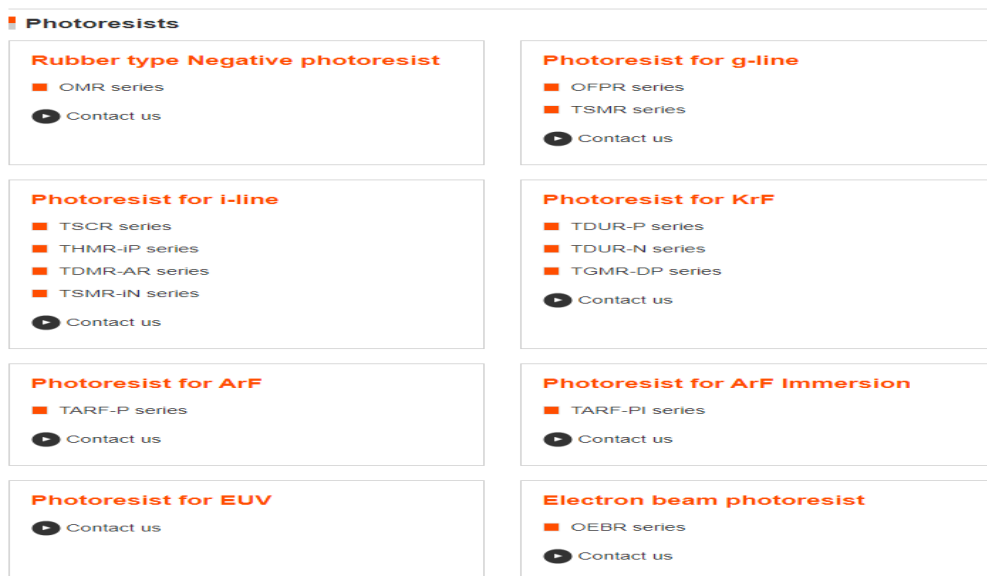 Photoresists
Rubber type Negative photoresist
OMR series
Contact us
Photoresist for g-line
OFPR series
TSMR series
Contact us
Photoresist for i-line
TSCR series
THMR-iP series
TDMR-AR series
TSMR-iN series
Contact us
Photoresist for KrF
TDUR-P series
TDUR-N series
TGMR-DP series
Contact us
Photoresist for ArF
TARF-P series
Contact us
Photoresist for ArF Immersion
TARF-PI series
Contact us
Photoresist for EUV
Contact us
Electron beam photoresist
OEBR series
Contact us